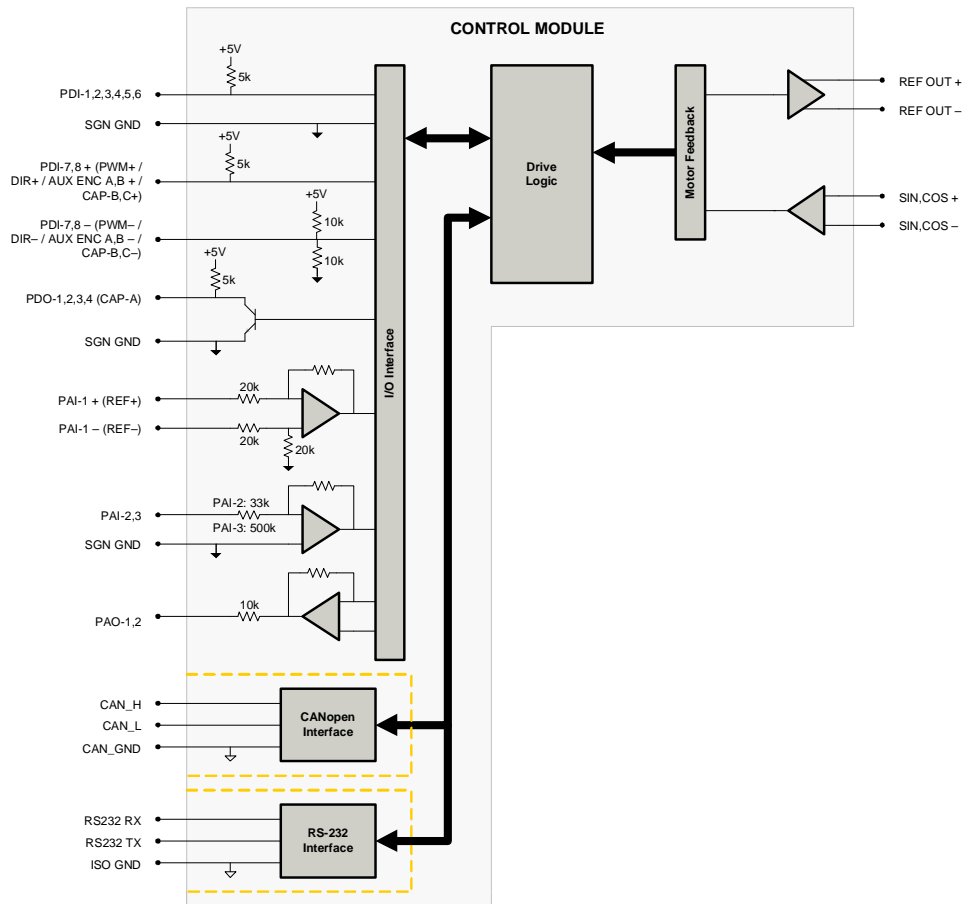 CONTROL MODULE
+5V
5k
PDI-1,2,3,4,5,6
SGN GND
+5V
5k
PDI-7,8 + (PWM+ /
DIR+ / AUX ENC A,B + /
CAP-B,C+)
+5V
10k
PDI-7,8 – (PWM– /
DIR– / AUX ENC A,B – /
CAP-B,C–)
10k
+5V
5k
PDO-1,2,3,4 (CAP-A)
SGN GND
20k
PAI-1 + (REF+)
PAI-1 – (REF–)
20k
20k
PAI-2: 33k
PAI-2,3
PAI-3: 500k
SGN GND
10k
PAO-1,2
I/O Interface
Drive
Logic
Motor Feedback
REF OUT +
REF OUT –
SIN,COS +
SIN,COS –
CAN_H
CAN_L
CAN_GND
CANopen
Interface
RS232 RX
RS232 TX
ISO GND
RS-232
Interface